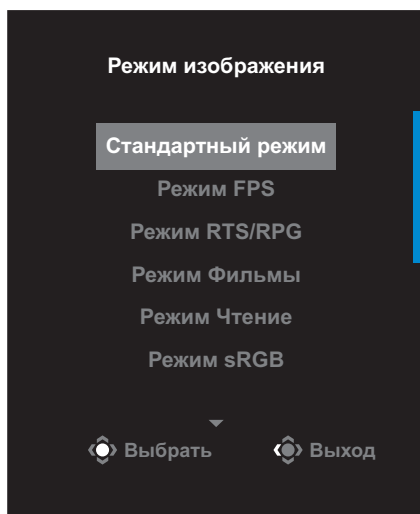 Режим изображения
Стандартный режим
Режим FPS
Режим RTS/RPG
Режим Фильмы
Режим Чтение
Режим sRGB
Выбрать Выход